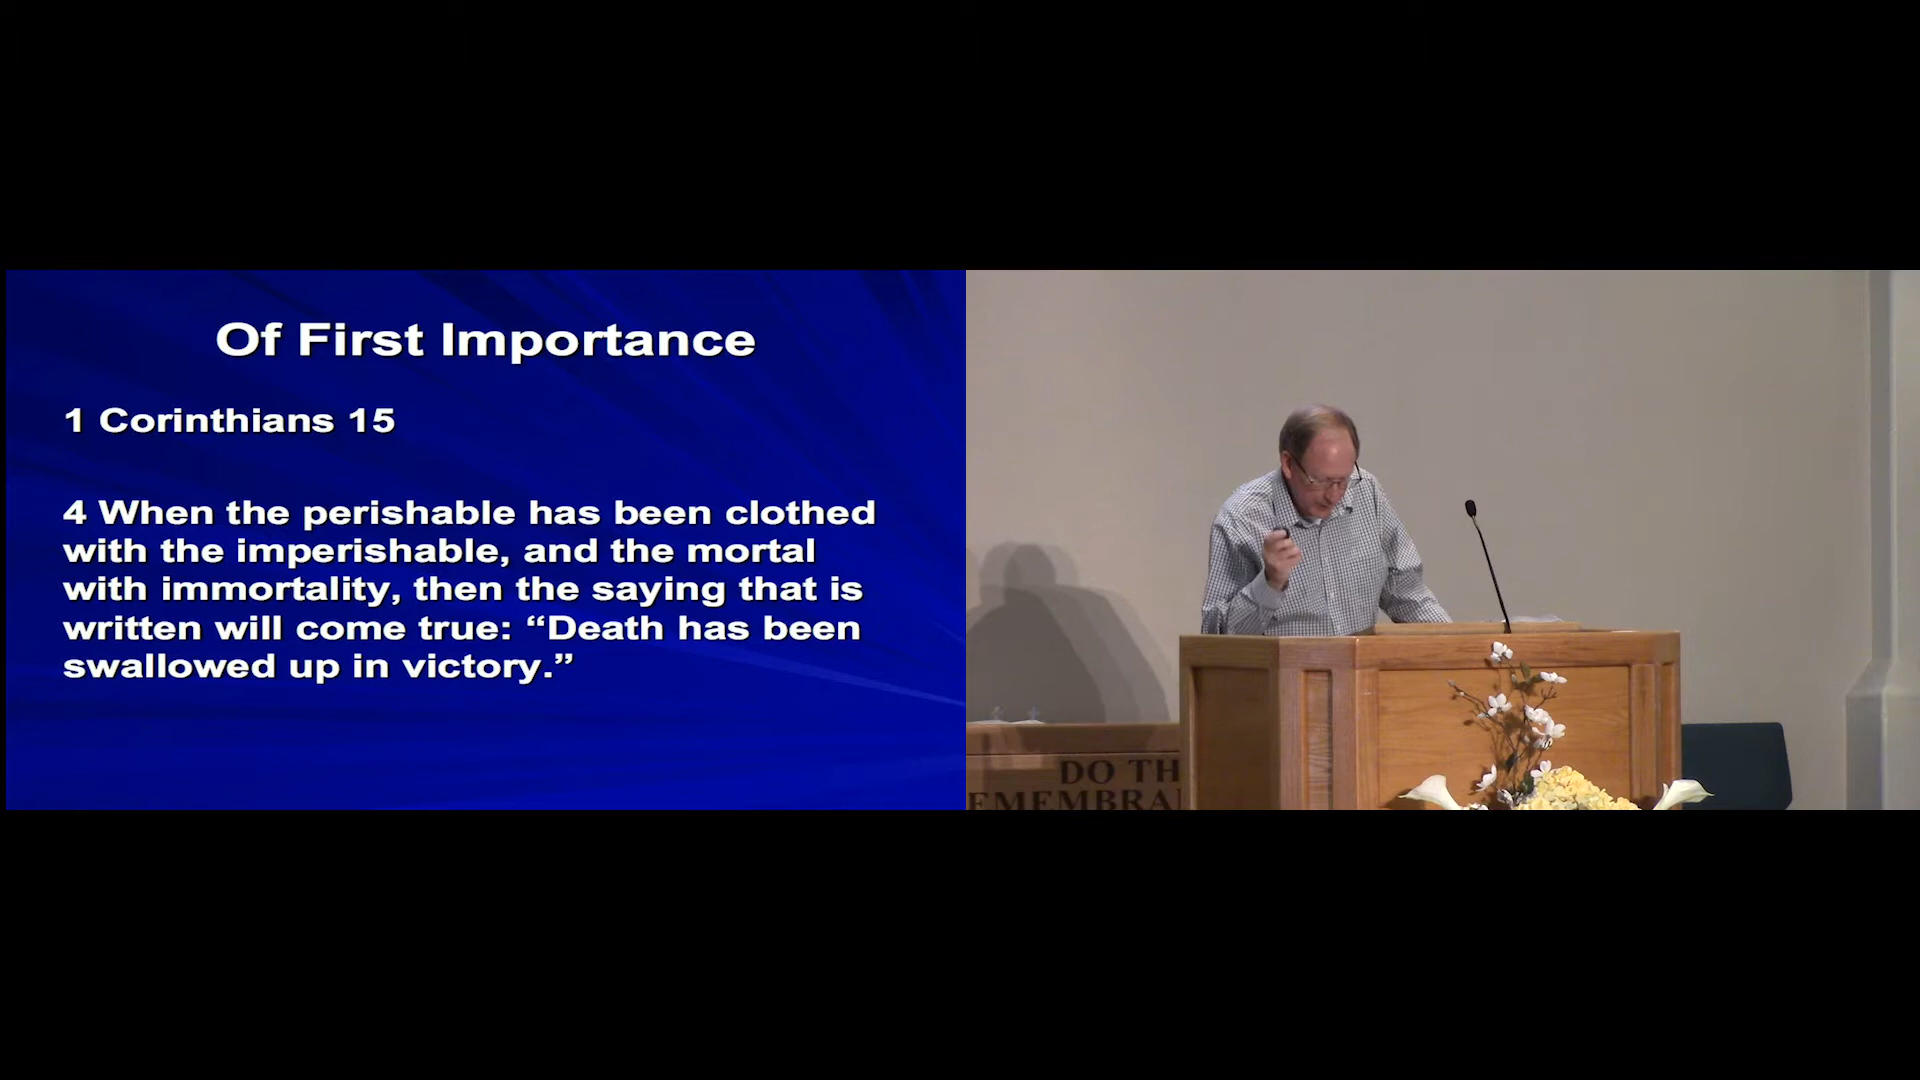 Of First Importance
1 Corinthians 15
4 When the perishable has been clothed
with the imperishable, and the mortal
with immortality, then the saying that is
written will come true: “Death has been
swallowed up in victory.”
DO TH
EMEMBRA